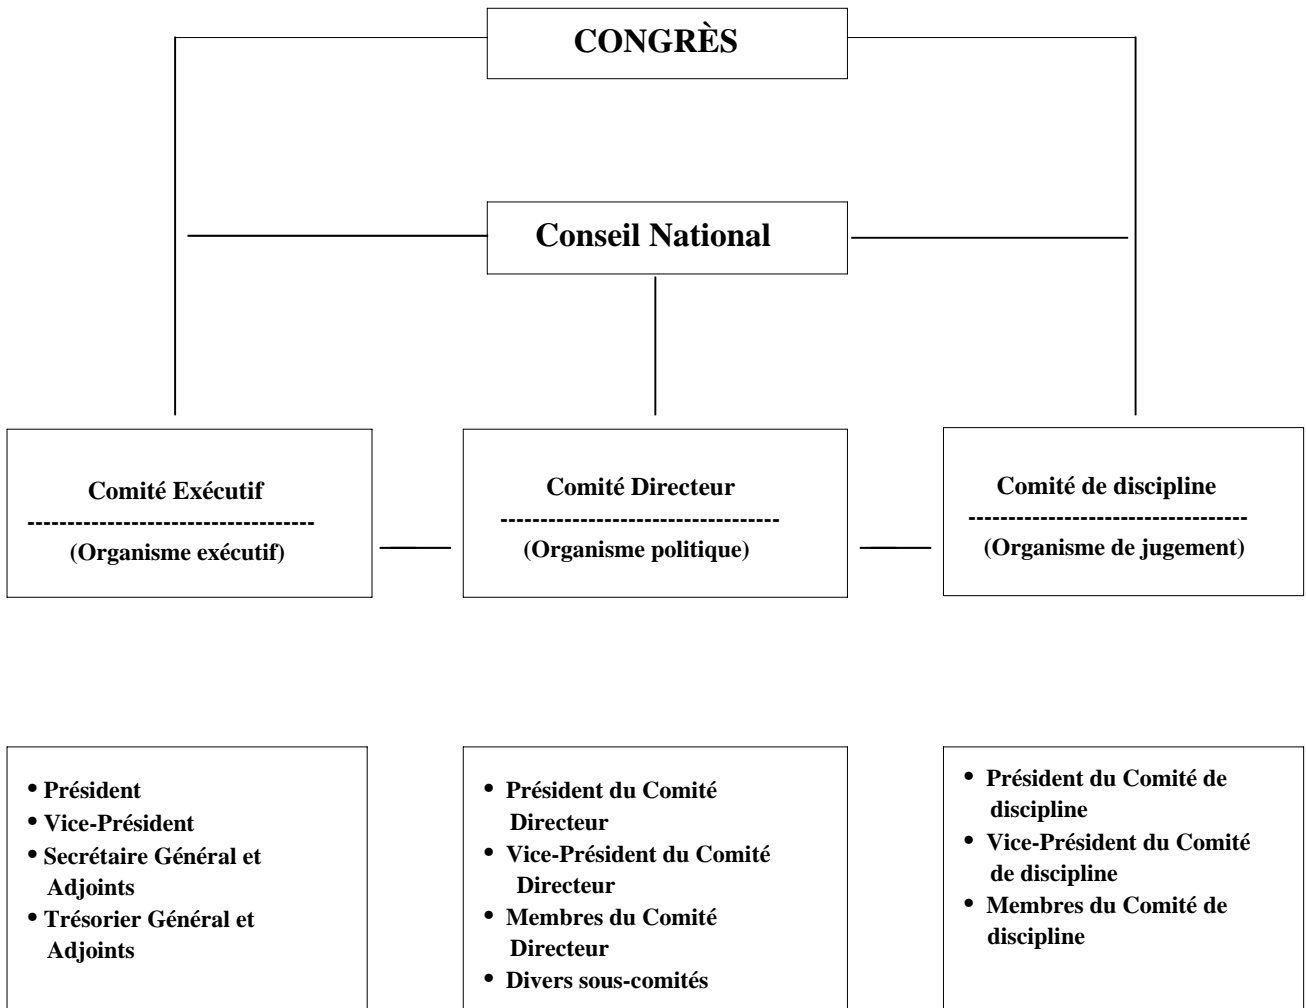 CONGRÈS
Conseil National
Comité Exécutif
------------------------------------
(Organisme exécutif)
Comité Directeur
-----------------------------------
(Organisme politique)
Comité de discipline
-----------------------------------
(Organisme de jugement)
• Président
• Vice-Président
• Secrétaire Général et
Adjoints
• Trésorier Général et
Adjoints
• Président du Comité
Directeur
• Vice-Président du Comité
Directeur
• Membres du Comité
Directeur
• Divers sous-comités
• Président du Comité de
discipline
• Vice-Président du Comité
de discipline
• Membres du Comité de
discipline